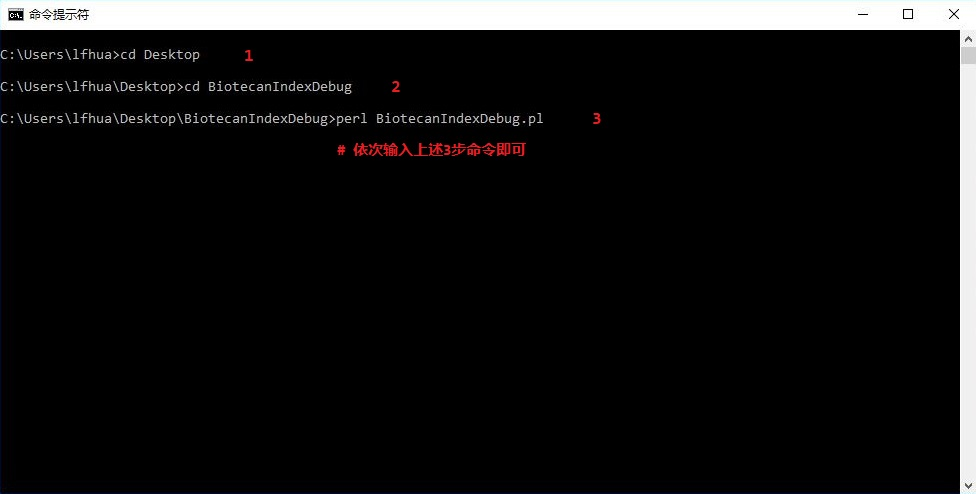 命令提示符
C:\Users\lfhua>cd Desktop 1
C:\Users\lfhua\Desktop>cd BiotecanIndexDebug 2
C:\Users\lfhua\Desktop\BiotecanIndexDebug>perl BiotecanIndexDebug.pl 3
# 依次输入上述3步命令即可